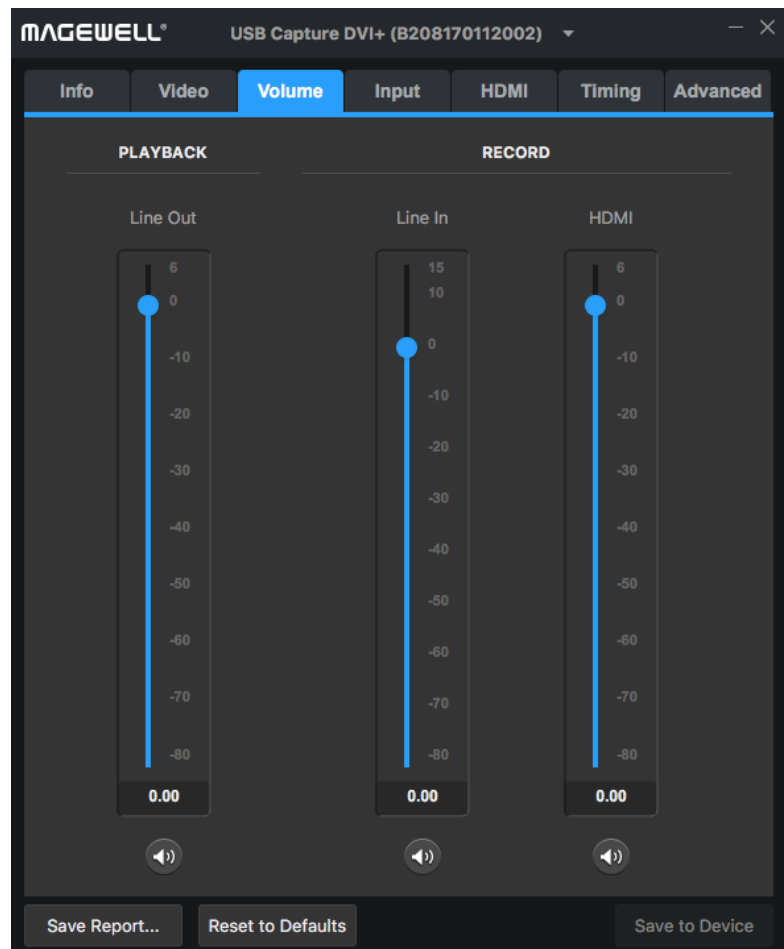 MAGEWELL® USB Capture DVI+ (B208170112002)
Info Video Volume Input HDMI Timing Advanced
PLAYBACK RECORD
Line Out Line In HDMI
6 15 6
10
0 0
0
-10 -10
-10
-20 -20
-20
-30 -30
-30
-40 -40
-40
-50 -50
-50
-60 -60
-60
-70 -70
-70
-80 -80 -80
0.00 0.00 0.00
Save Report... Reset to Defaults Save to Device